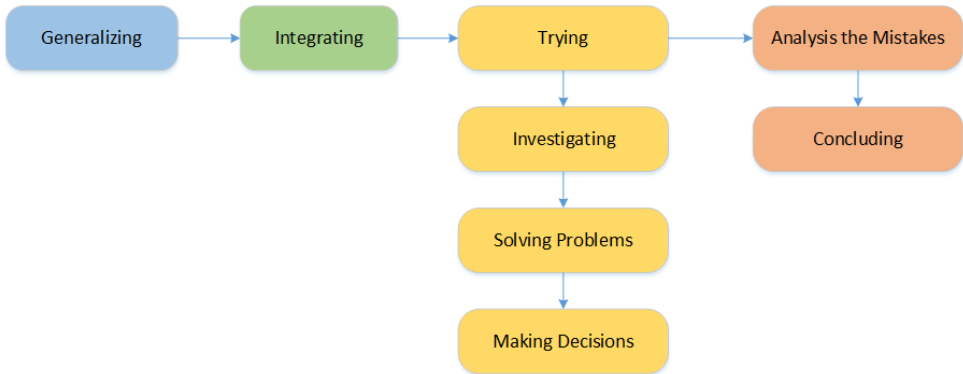 Generalizing
Integrating
Trying
Analysis the Mistakes
Investigating
Concluding
Solving Problems
Making Decisions